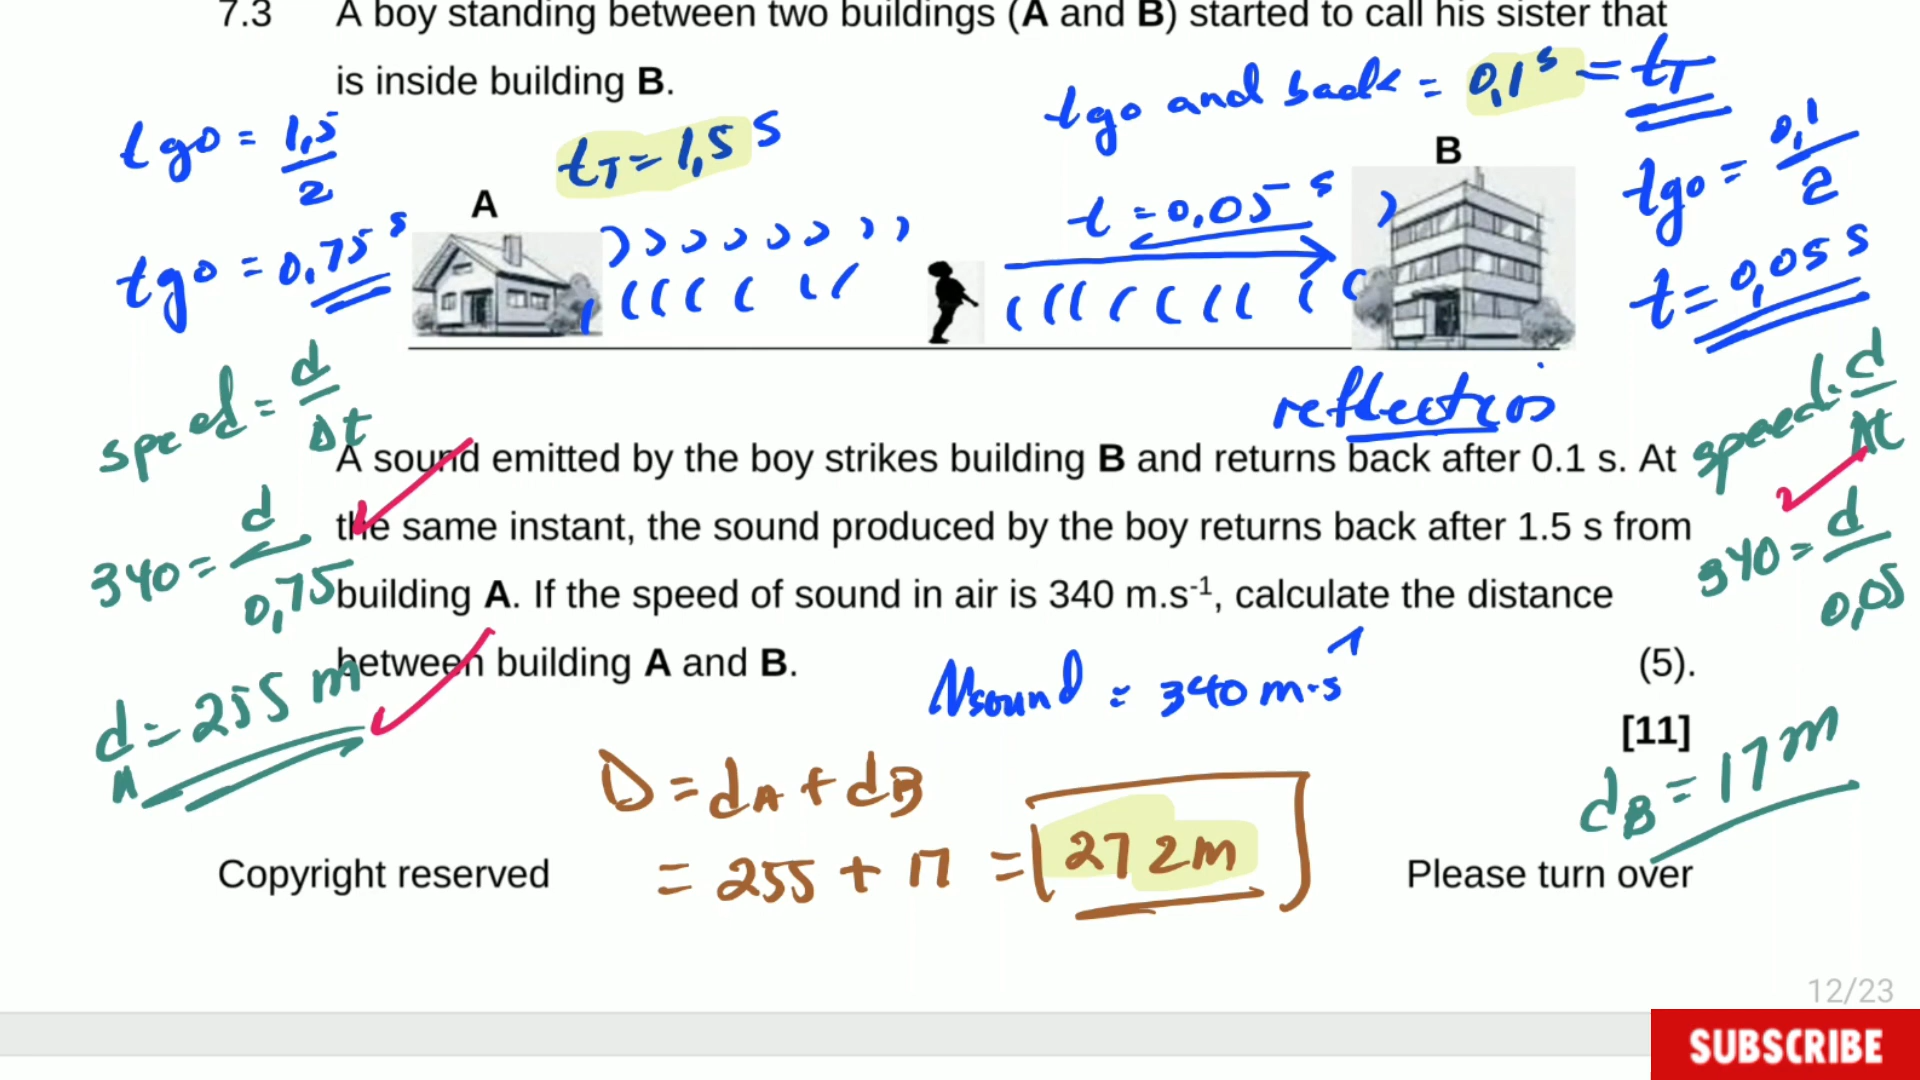 7.3 A boy standing between two buildings (A and B) started to call his sister that
is inside building B.
tgo and back = 0,1 s = tT
tgo = 1,5/2
tT = 1,5 s
tgo = 0,1/2
A
B
t = 0,05 s
tgo = 0,75 s
t = 0,05 s
reflection
speed = d/Δt
speed = d/Δt
A sound emitted by the boy strikes building B and returns back after 0.1 s. At
the same instant, the sound produced by the boy returns back after 1.5 s from
340 = d/0,75
340 = d/0,05
building A. If the speed of sound in air is 340 m.s-1, calculate the distance
between building A and B.
(5).
Vsound = 340 m·s-1
[11]
dA = 255 m
dB = 17 m
D = dA + dB
= 255 + 17 = 272 m
Copyright reserved
Please turn over
12/23
SUBSCRIBE